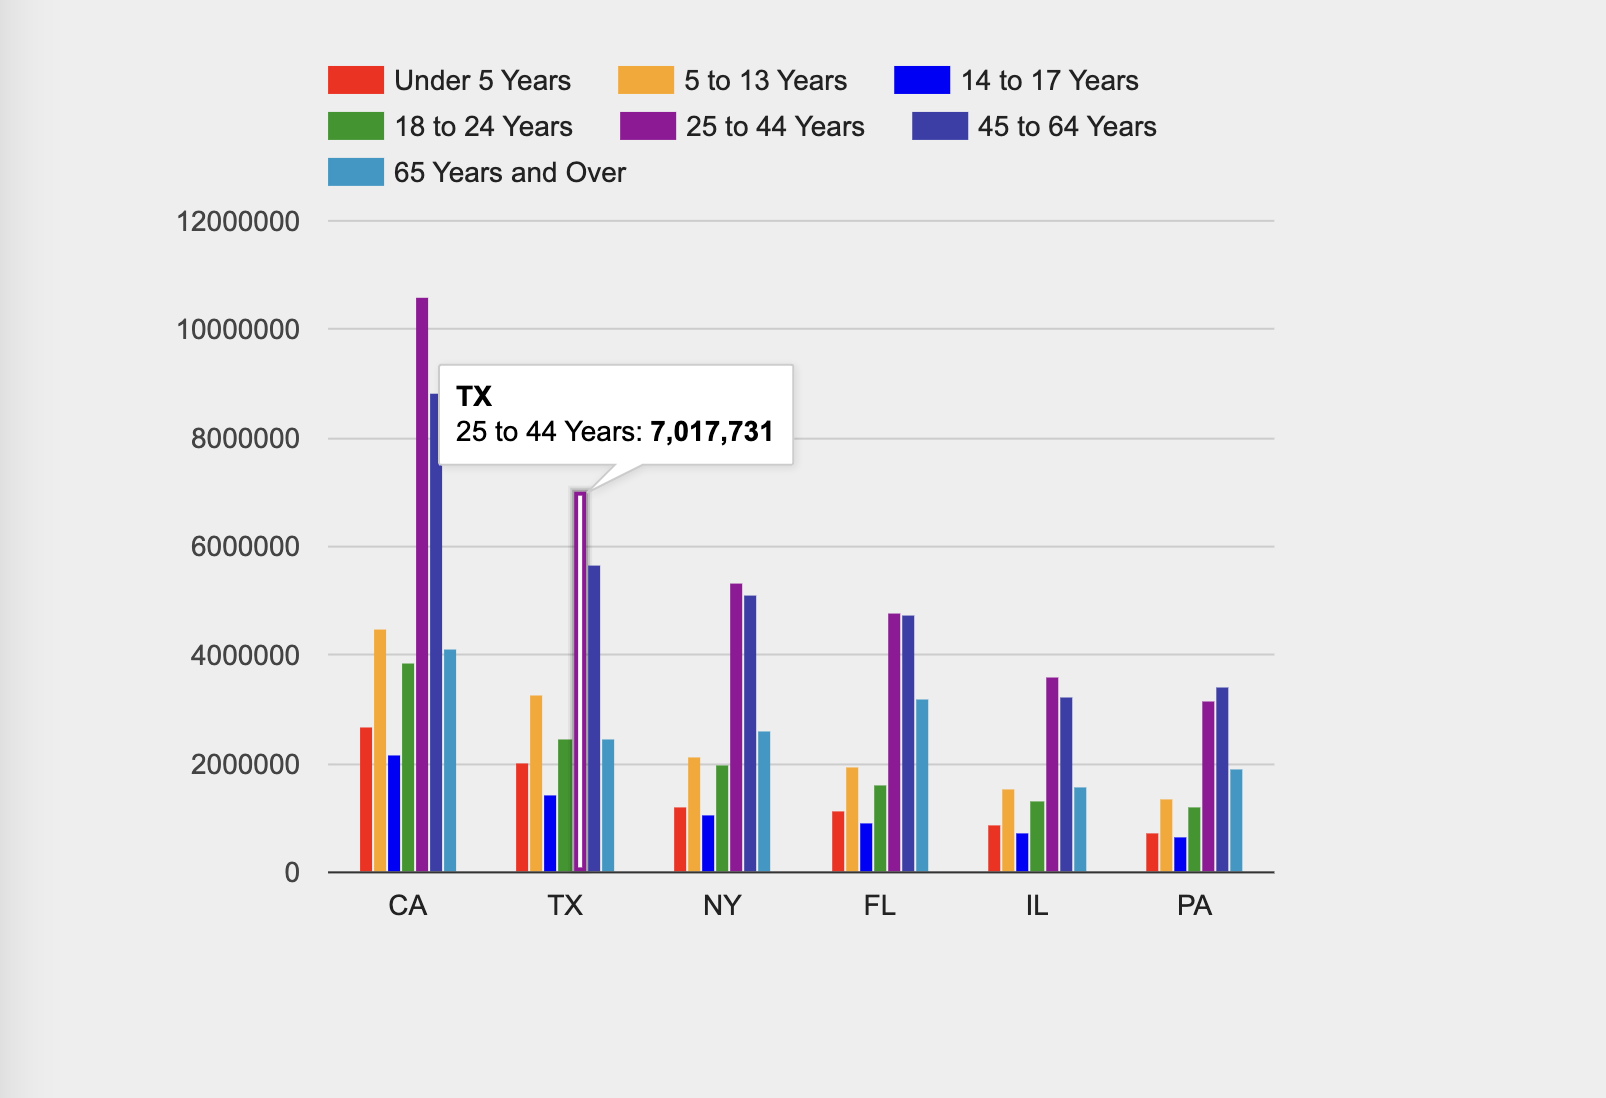 Under 5 Years 5 to 13 Years 14 to 17 Years
18 to 24 Years 25 to 44 Years 45 to 64 Years
65 Years and Over
12000000
10000000
TX
25 to 44 Years: 7,017,731
8000000
6000000
4000000
2000000
0
CA TX NY FL IL PA